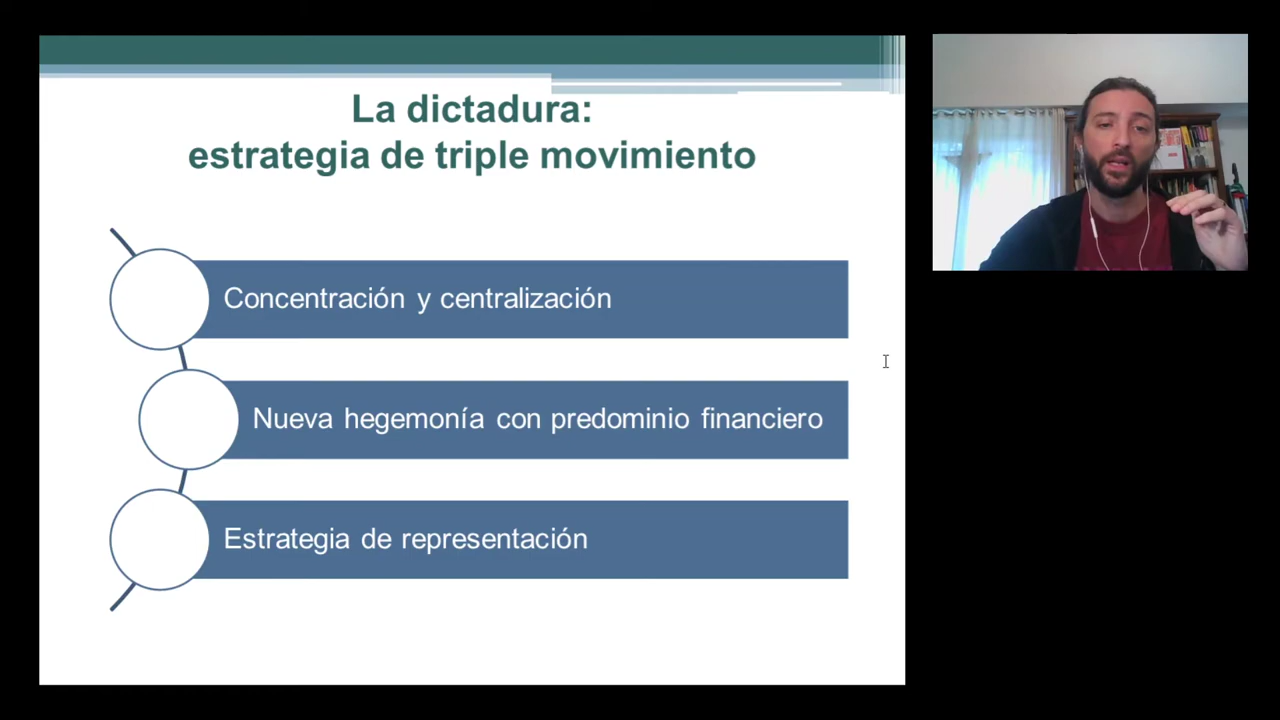 La dictadura:
estrategia de triple movimiento
Concentración y centralización
Nueva hegemonía con predominio financiero
Estrategia de representación